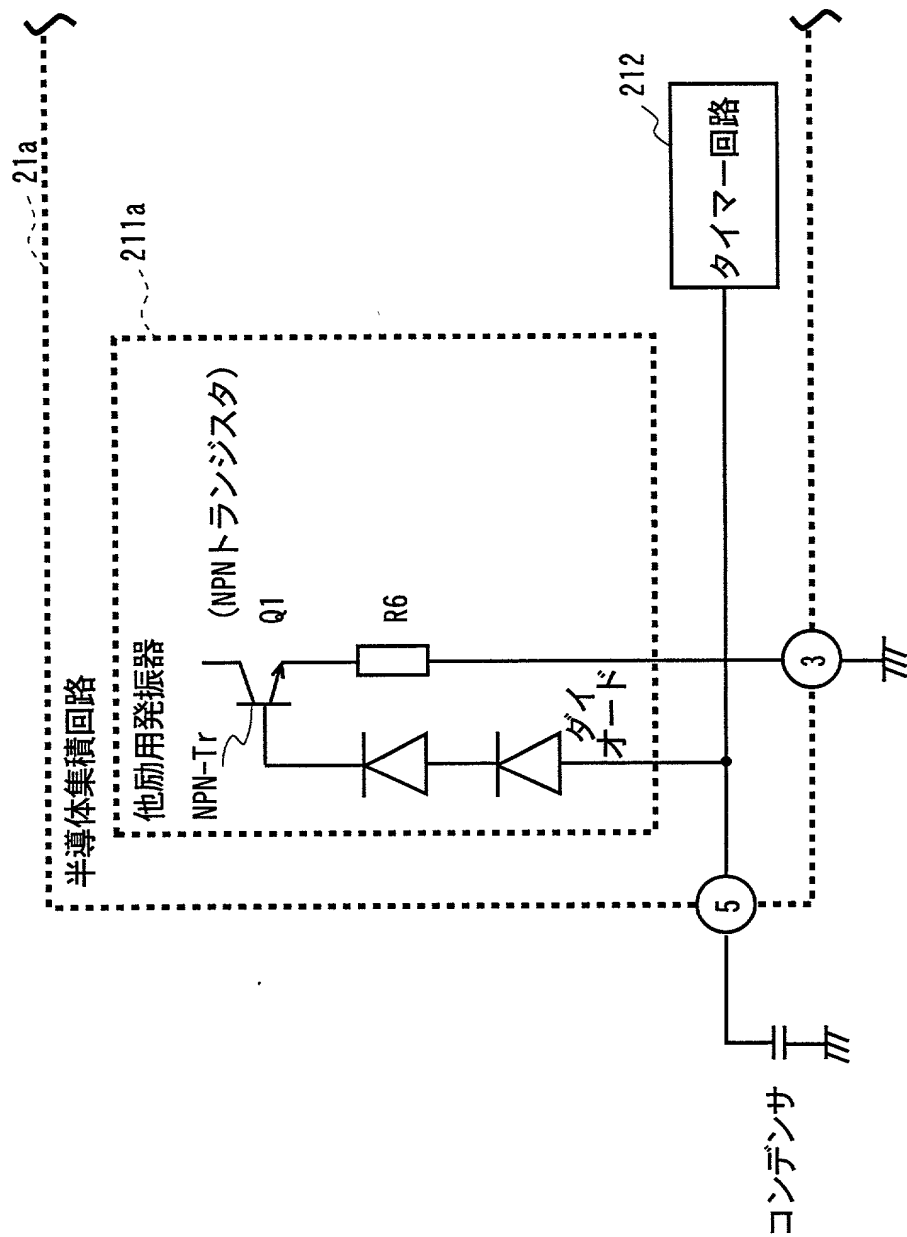 21a
半導体集積回路
211a
他励用発振器
NPN-Tr
(NPNトランジスタ)
Q1
R6
ダイ
オード
212
タイマー回路
5
3
コンデンサ